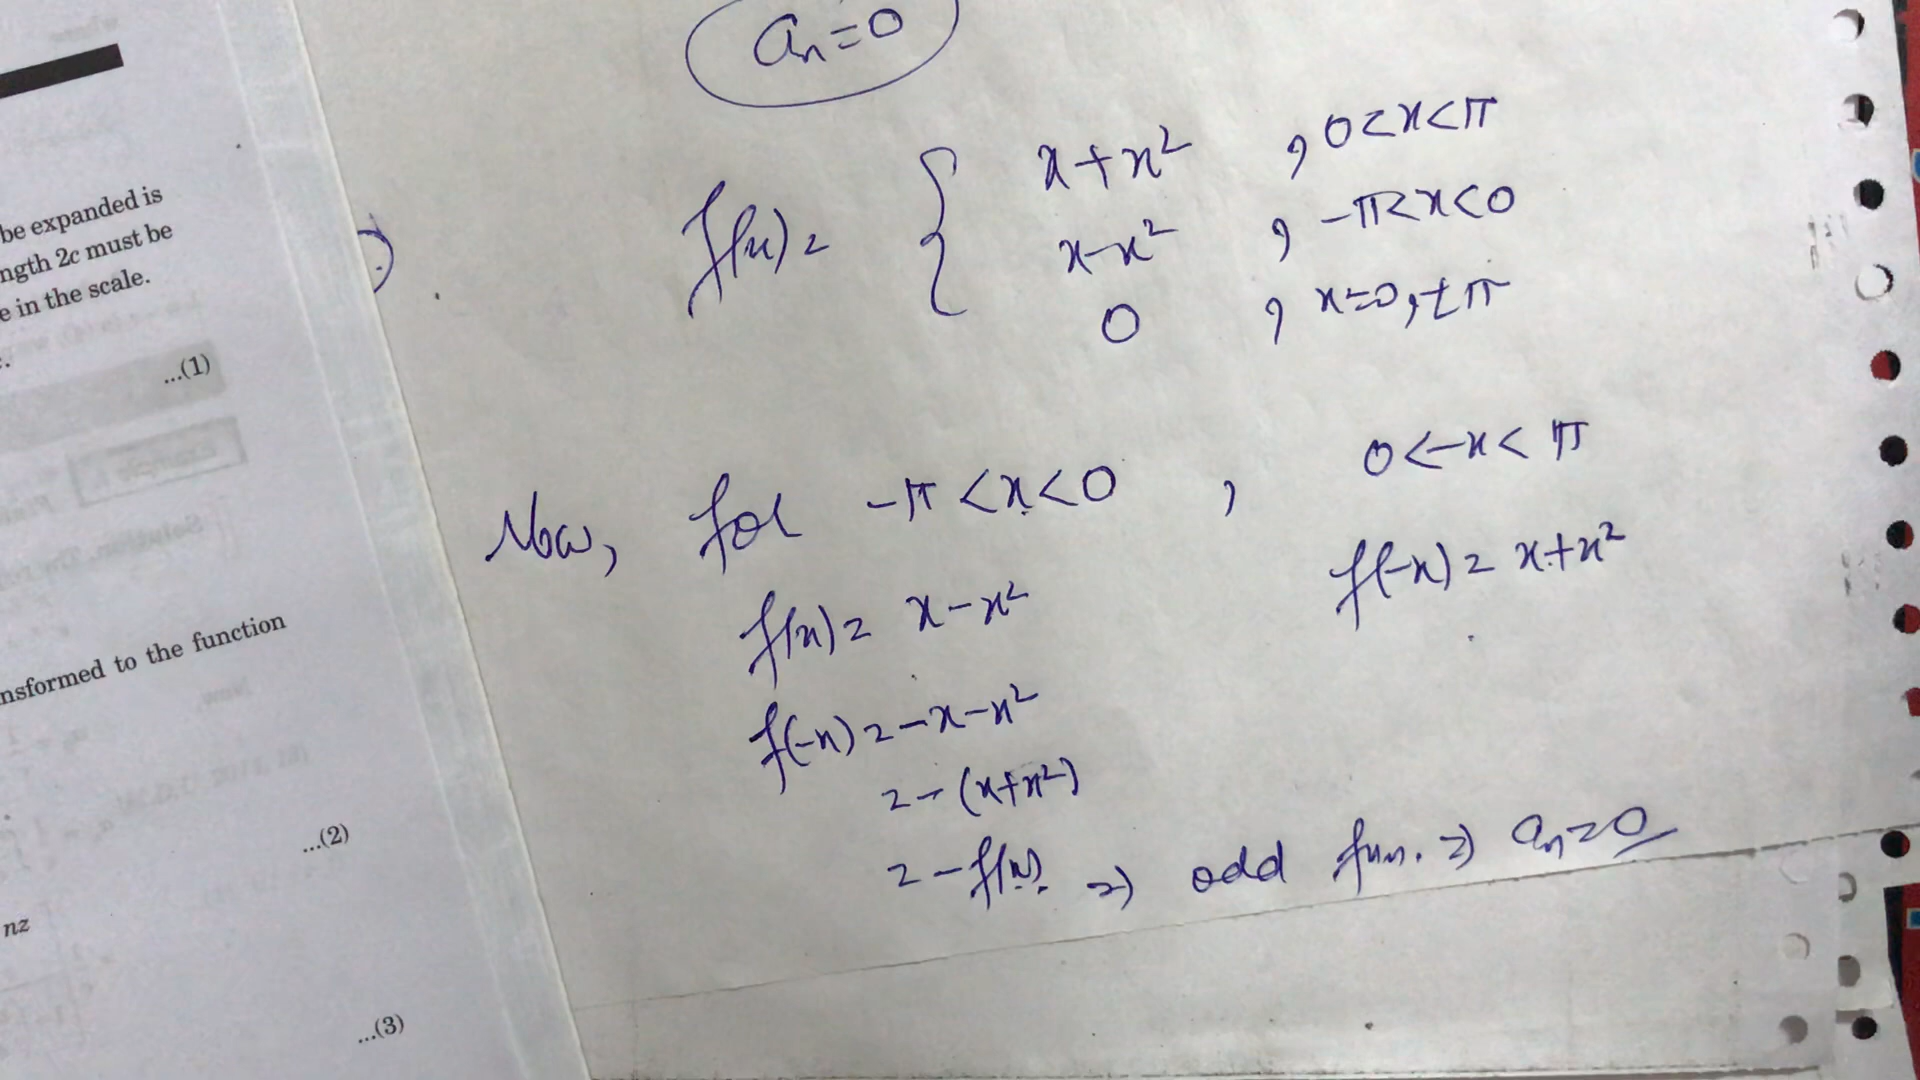 be expanded is
ngth 2c must be
e in the scale.
...(1)
nsformed to the function
...(2)
nz
...(3)
aₙ=0
f(x)= { x+x² , 0<x<π
x-x² , -π<x<0
0 , x=0,±π
Now, for -π<x<0 , 0<-x<π
f(x)= x-x² f(-x)= x+x²
f(-x)=-x-x²
=-(x+x²)
=-f(x). ⇒) odd fun. ⇒) aₙ=0